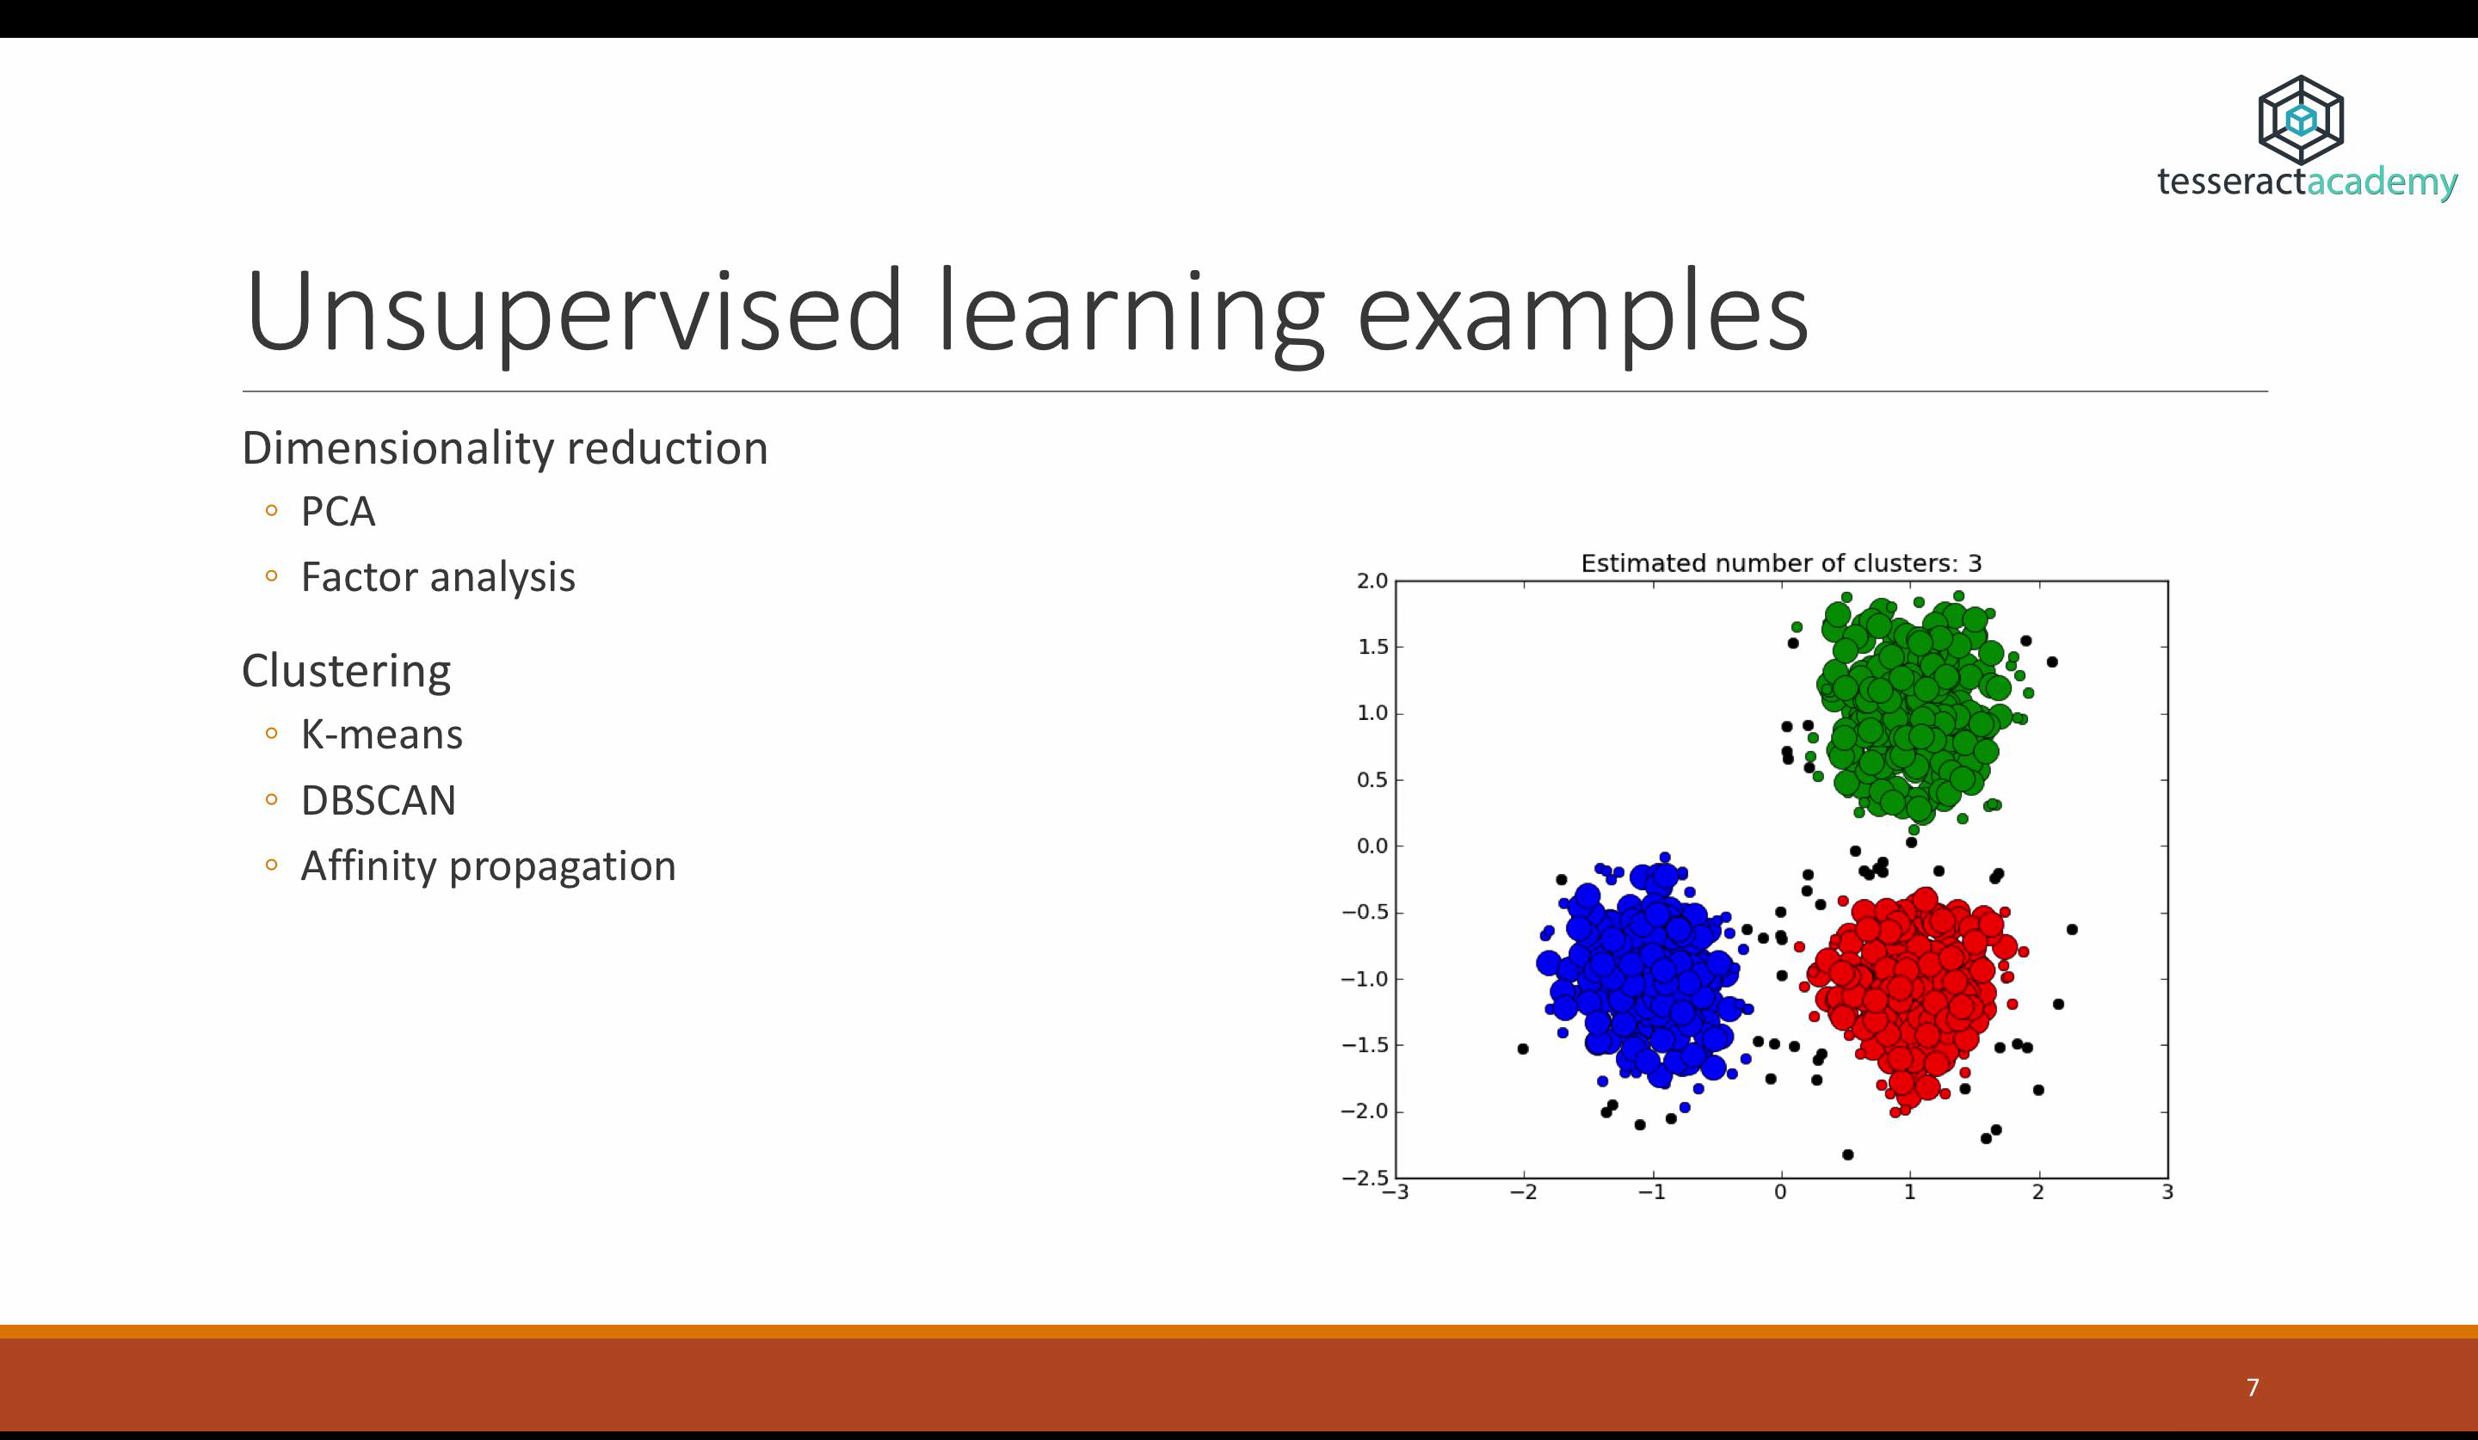 tesseractacademy
Unsupervised learning examples
Dimensionality reduction
PCA
Factor analysis
Clustering
K-means
DBSCAN
Affinity propagation
Estimated number of clusters: 3
2.0
1.5
1.0
0.5
0.0
−0.5
−1.0
−1.5
−2.0
−2.5
−3 −2 −1 0 1 2 3
7